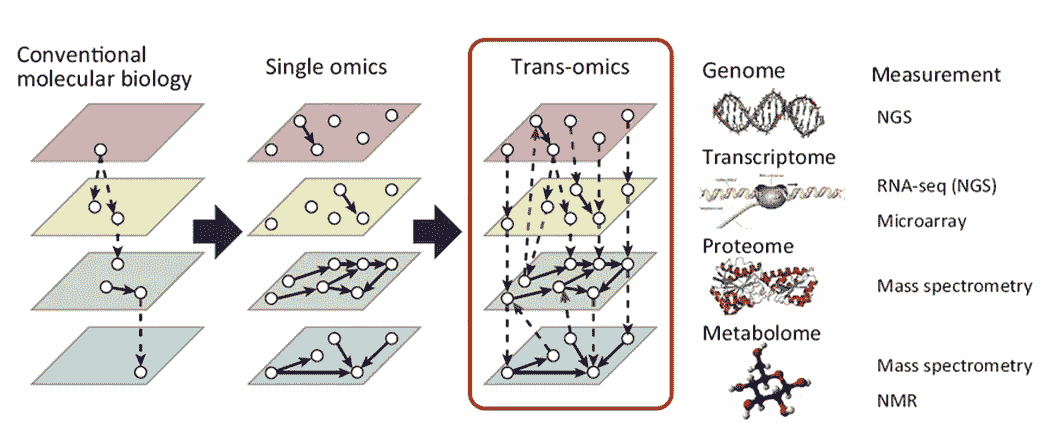 Conventional
molecular biology
Single omics
Trans-omics
Genome
Measurement
NGS
Transcriptome
RNA-seq (NGS)
Microarray
Proteome
Mass spectrometry
Metabolome
Mass spectrometry
NMR